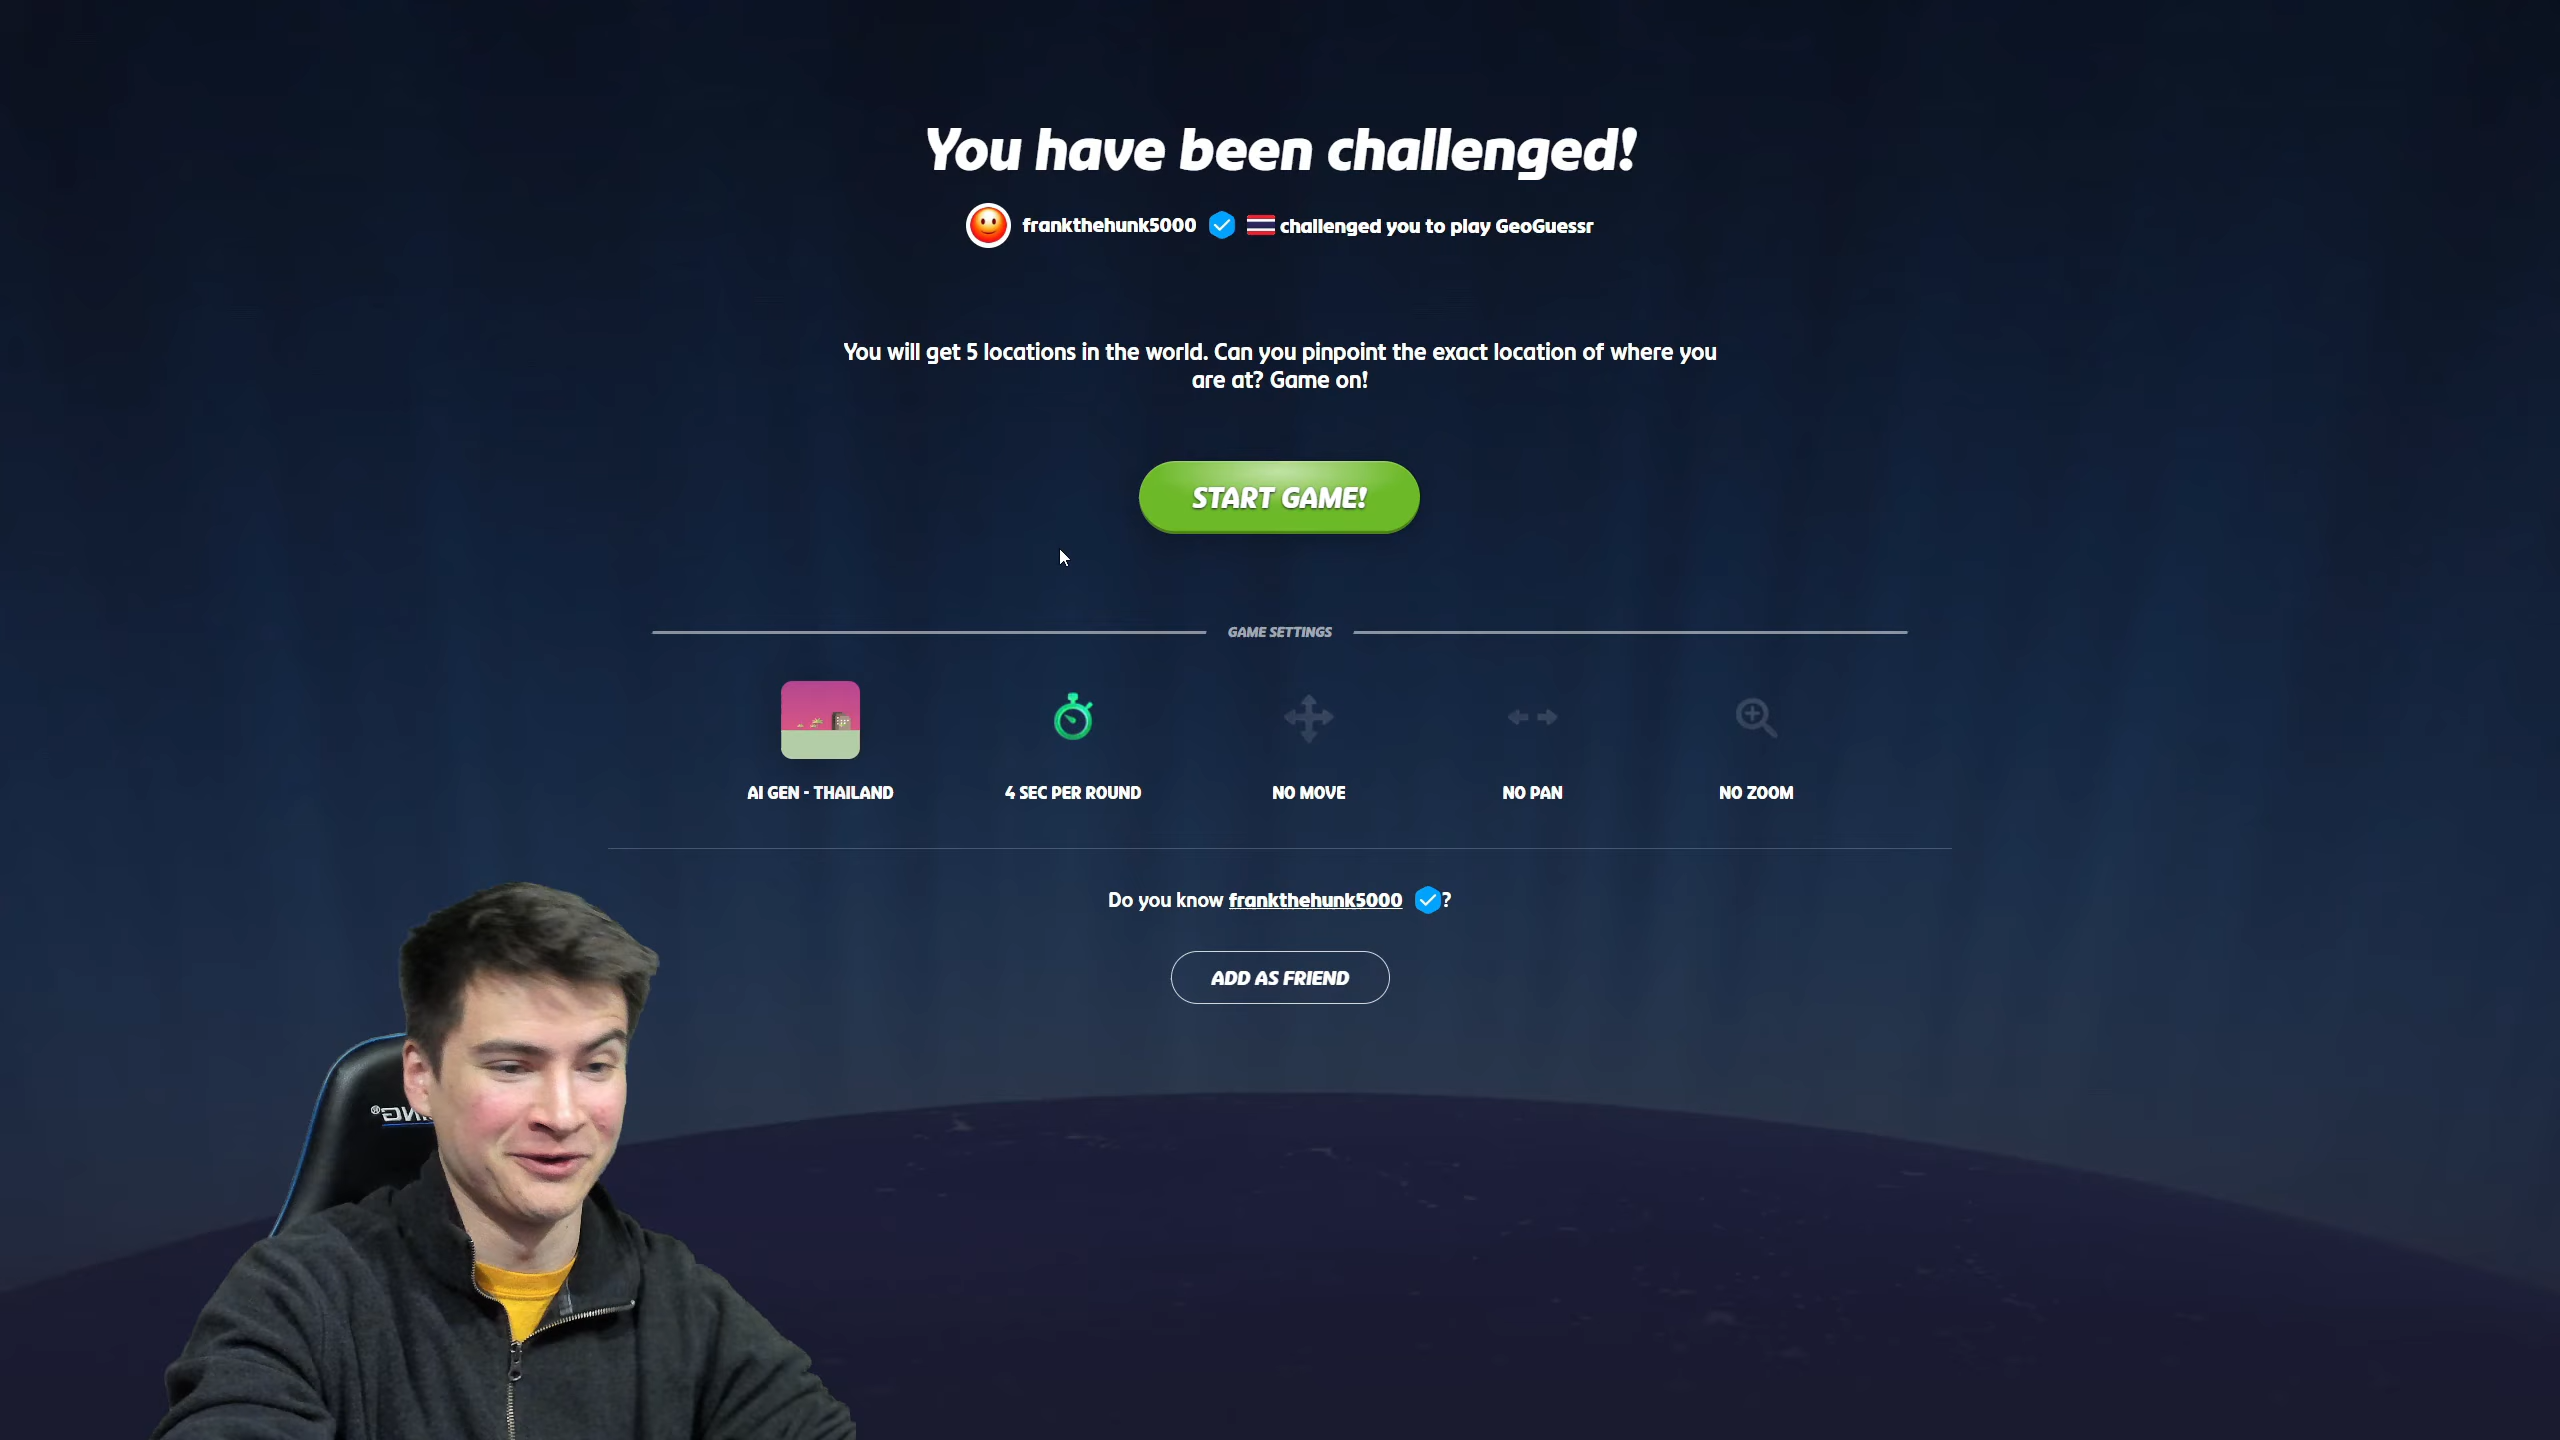 You have been challenged!
frankthehunk5000 challenged you to play GeoGuessr
You will get 5 locations in the world. Can you pinpoint the exact location of where you
are at? Game on!
START GAME!
GAME SETTINGS
AI GEN - THAILAND
4 SEC PER ROUND
NO MOVE
NO PAN
NO ZOOM
Do you know frankthehunk5000 ?
ADD AS FRIEND